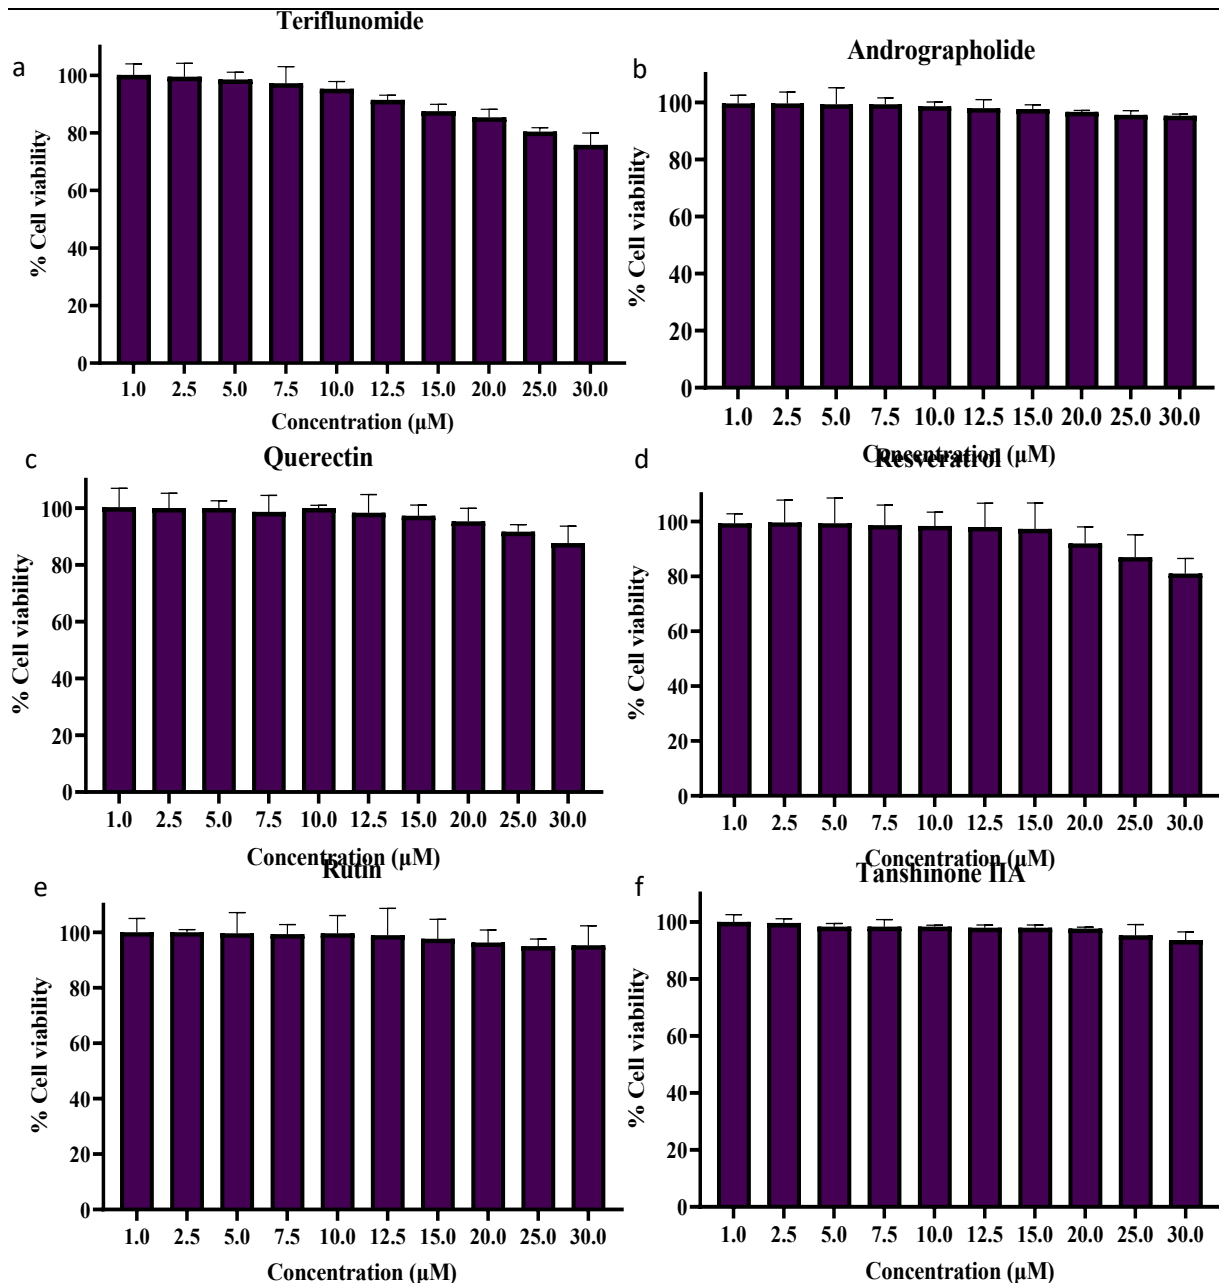 Teriflunomide
a
100
80
60
40
20
0
% Cell viability
1.0 2.5 5.0 7.5 10.0 12.5 15.0 20.0 25.0 30.0
Concentration (µM)
Andrographolide
b
100
80
60
40
20
0
% Cell viability
1.0 2.5 5.0 7.5 10.0 12.5 15.0 20.0 25.0 30.0
Concentration (µM)
Querectin
c
100
80
60
40
20
0
% Cell viability
1.0 2.5 5.0 7.5 10.0 12.5 15.0 20.0 25.0 30.0
Concentration (µM)
Resveratrol
d
100
80
60
40
20
0
% Cell viability
1.0 2.5 5.0 7.5 10.0 12.5 15.0 20.0 25.0 30.0
Concentration (µM)
Rutin
e
100
80
60
40
20
0
% Cell viability
1.0 2.5 5.0 7.5 10.0 12.5 15.0 20.0 25.0 30.0
Concentration (µM)
Tanshinone IIA
f
100
80
60
40
20
0
% Cell viability
1.0 2.5 5.0 7.5 10.0 12.5 15.0 20.0 25.0 30.0
Concentration (µM)